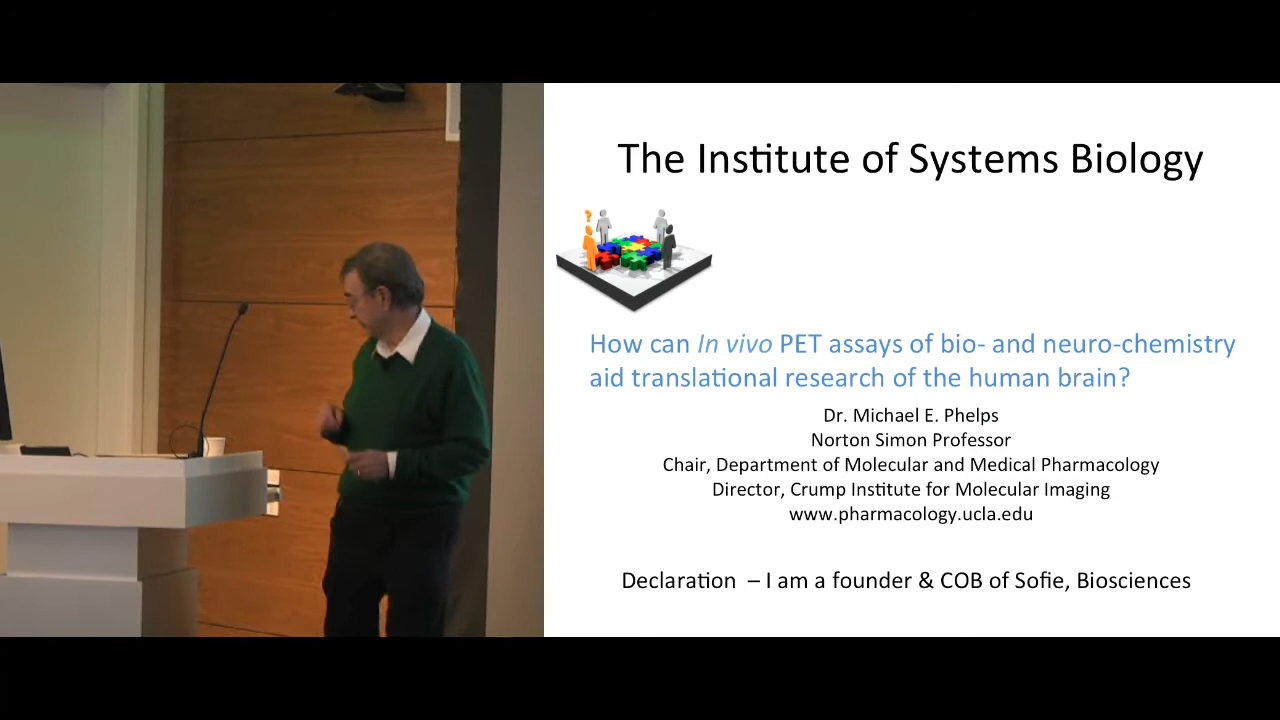 The Institute of Systems Biology
?
How can In vivo PET assays of bio- and neuro-chemistry
aid translational research of the human brain?
Dr. Michael E. Phelps
Norton Simon Professor
Chair, Department of Molecular and Medical Pharmacology
Director, Crump Institute for Molecular Imaging
www.pharmacology.ucla.edu
Declaration – I am a founder & COB of Sofie, Biosciences